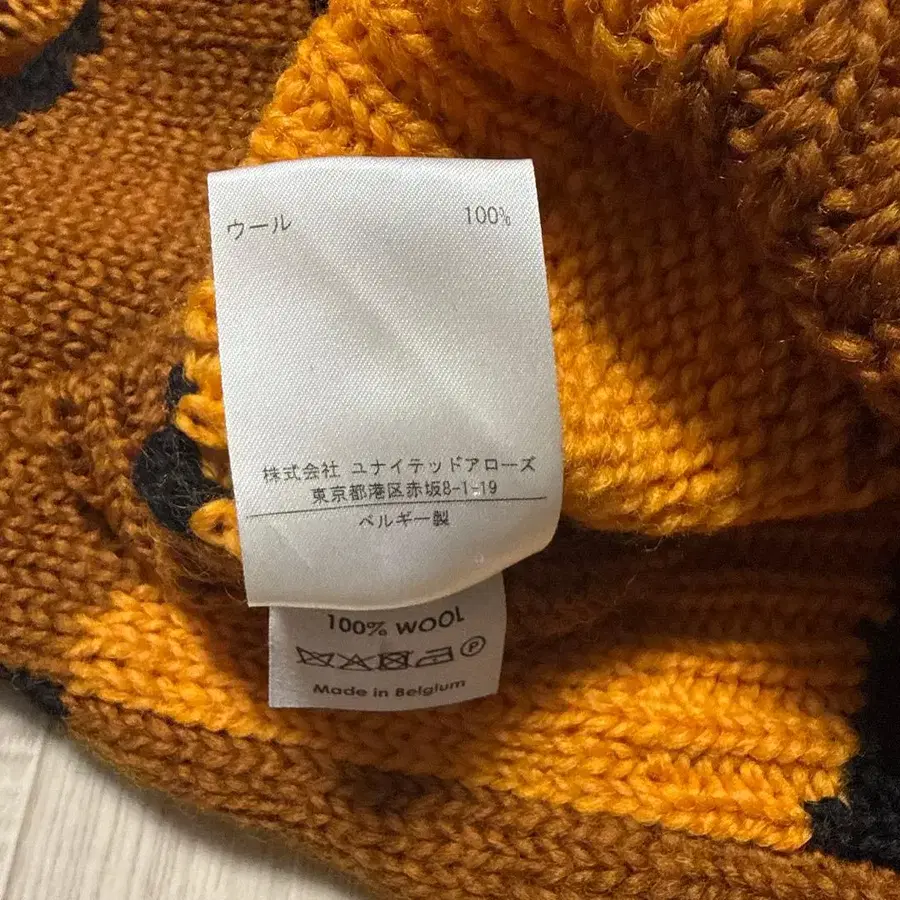 ウール 100%
株式会社 ユナイテッドアローズ
東京都港区赤坂8-1-19
ベルギー製
100% WOOL
P
Made in Belgium